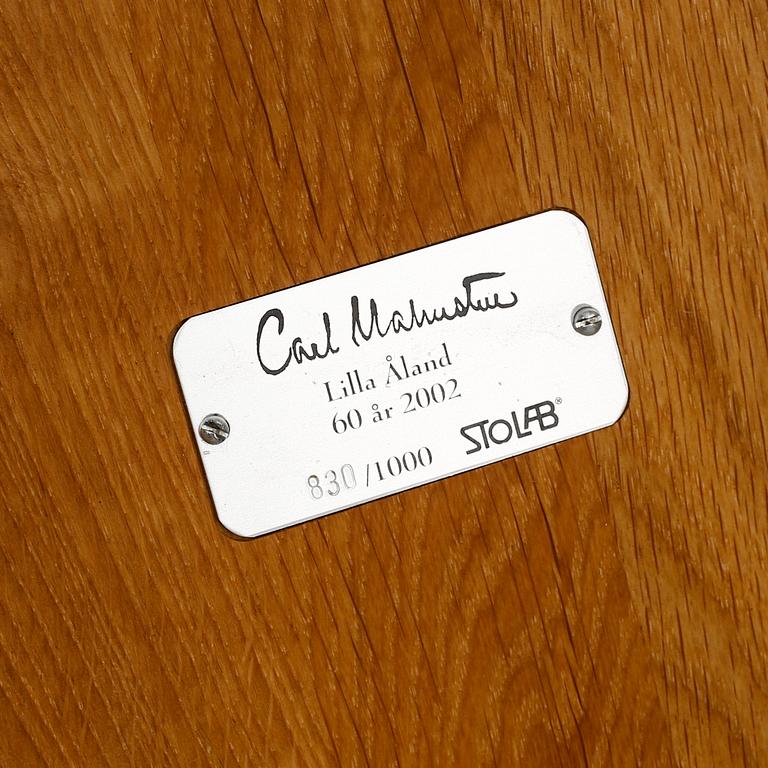 Carl Malmsten
Lilla Åland
60 år 2002
830/1000
STOLAB®